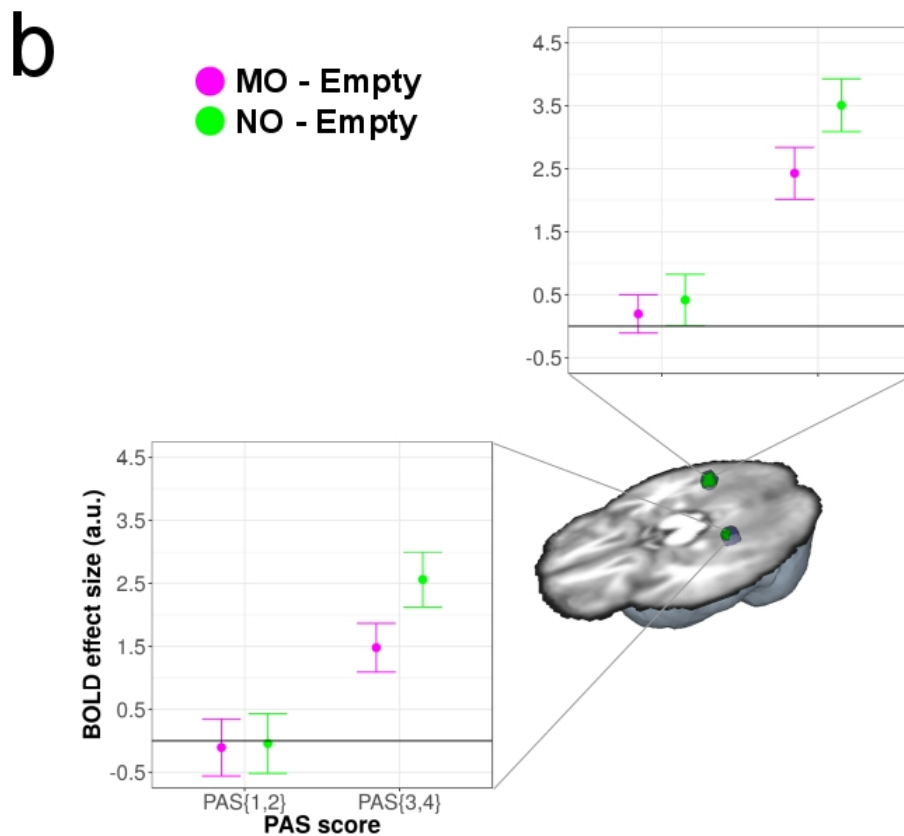 b
MO - Empty
NO - Empty
4.5
3.5
2.5
1.5
0.5
-0.5
BOLD effect size (a.u.)
4.5
3.5
2.5
1.5
0.5
-0.5
PAS{1,2} PAS{3,4}
PAS score